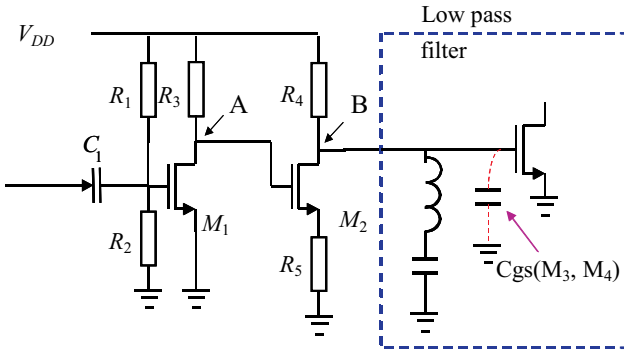 Low pass
filter
V_DD
R_1
R_3
R_4
A
B
C_1
M_1
M_2
R_2
R_5
Cgs(M_3, M_4)